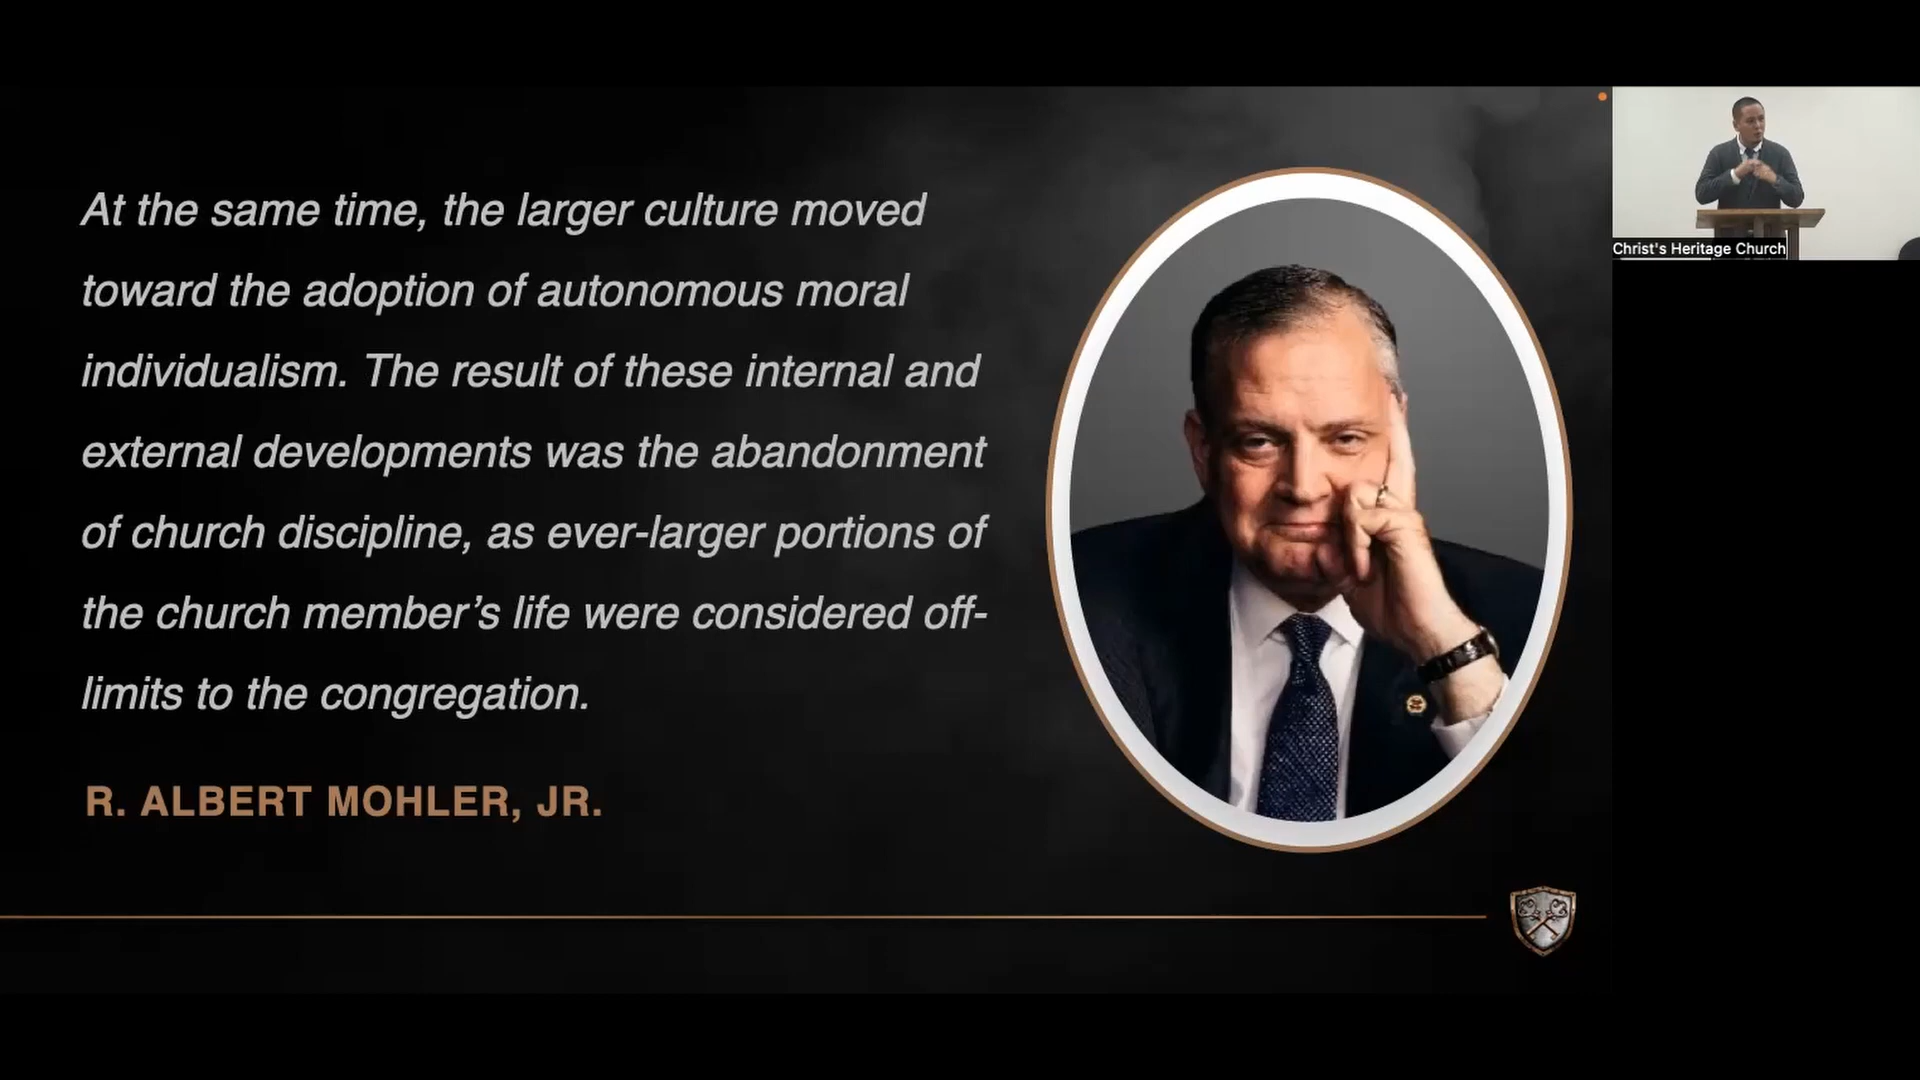 At the same time, the larger culture moved
toward the adoption of autonomous moral
individualism. The result of these internal and
external developments was the abandonment
of church discipline, as ever-larger portions of
the church member’s life were considered off-
limits to the congregation.
R. ALBERT MOHLER, JR.
Christ's Heritage Church